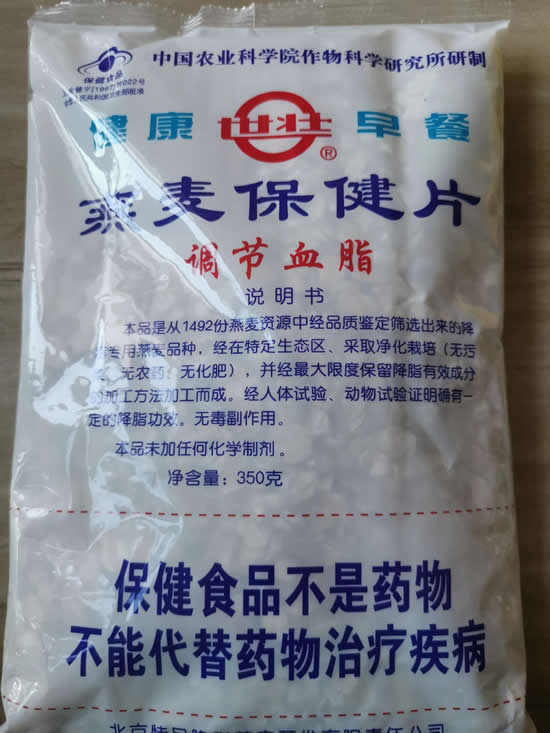 中国农业科学院作物科学研究所研制
保健食品
健康 世壮 早餐
®
燕麦保健片
调节血脂
说明书
本品是从1492份燕麦资源中经品质鉴定筛选出来的降
专用燕麦品种，经在特定生态区、采取净化栽培（无污
、无农药、无化肥），并经最大限度保留降脂有效成分
的加工方法加工而成。经人体试验、动物试验证明确有一
定的降脂功效。无毒副作用。
本品未加任何化学制剂。
净含量：350克
保健食品不是药物
不能代替药物治疗疾病